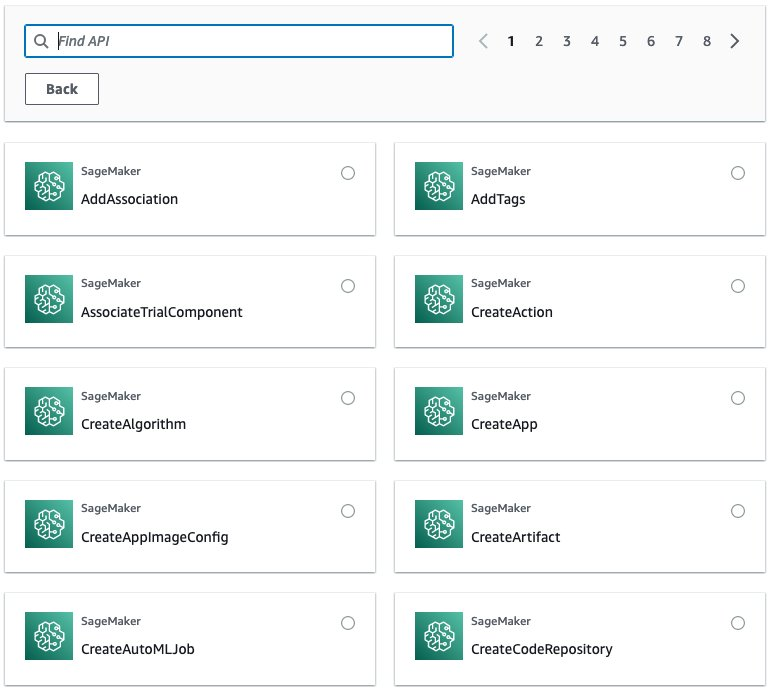 Find API
1 2 3 4 5 6 7 8
Back
SageMaker
AddAssociation
SageMaker
AddTags
SageMaker
AssociateTrialComponent
SageMaker
CreateAction
SageMaker
CreateAlgorithm
SageMaker
CreateApp
SageMaker
CreateAppImageConfig
SageMaker
CreateArtifact
SageMaker
CreateAutoMLJob
SageMaker
CreateCodeRepository